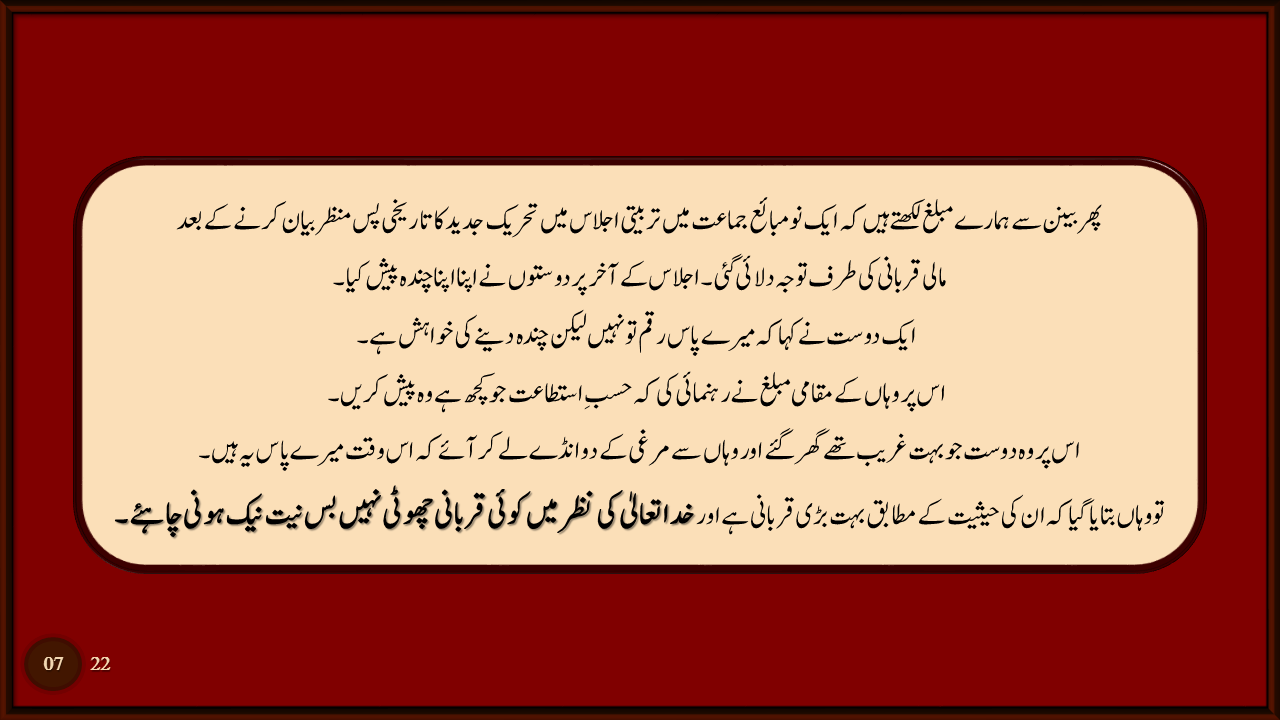 پھر بینن سے ہمارے مبلغ لکھتے ہیں کہ ایک نومبائع جماعت میں تربیتی اجلاس میں تحریک جدید کا تاریخی پس منظر بیان کرنے کے بعد
مالی قربانی کی طرف توجہ دلائی گئی۔ اجلاس کے آخر پر دوستوں نے اپنا اپنا چندہ پیش کیا۔
ایک دوست نے کہا کہ میرے پاس رقم تو نہیں لیکن چندہ دینے کی خواہش ہے۔
اس پر وہاں کے مقامی مبلغ نے رہنمائی کی کہ حسبِ استطاعت جو کچھ ہے وہ پیش کریں۔
اس پر وہ دوست جو بہت غریب تھے گھر گئے اور وہاں سے مرغی کے دو انڈے لے کر آئے کہ اس وقت میرے پاس یہ ہیں۔
تو وہاں بتایا گیا کہ ان کی حیثیت کے مطابق بہت بڑی قربانی ہے اور خدا تعالیٰ کی نظر میں کوئی قربانی چھوٹی نہیں بس نیت نیک ہونی چاہئے۔
07 22